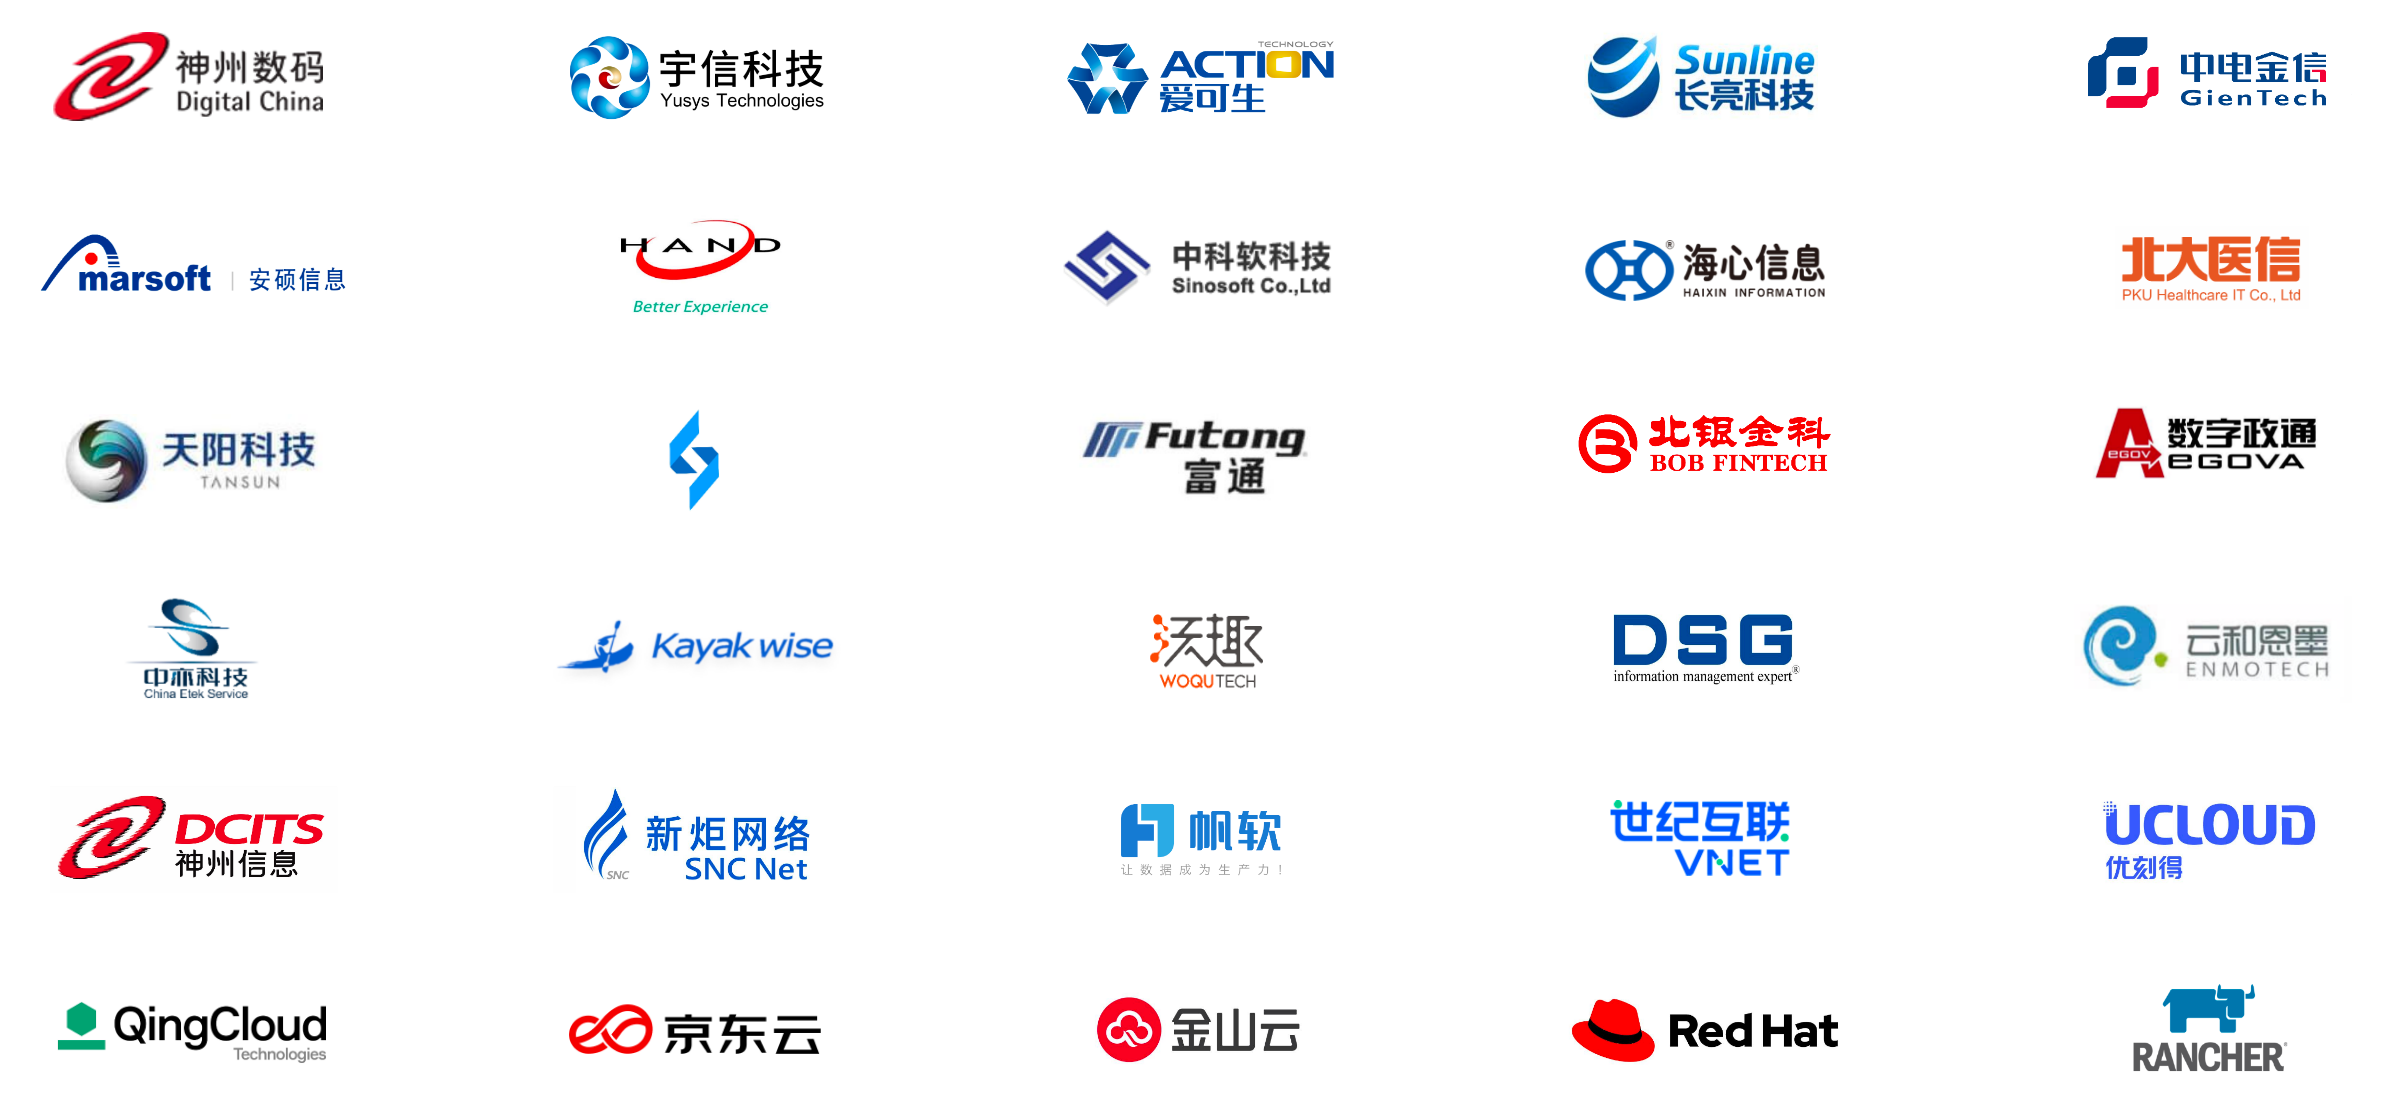 神州数码
Digital China
宇信科技
Yusys Technologies
TECHNOLOGY
ACTION
爱可生
Sunline
长亮科技
中电金信
GienTech
marsoft | 安硕信息
HAND
Better Experience
中科软科技
Sinosoft Co.,Ltd
®
海心信息
HAIXIN INFORMATION
北大医信
PKU Healthcare IT Co., Ltd
天阳科技
TANSUN
Futong
富通
北银金科
BOB FINTECH
数字政通
eGOV
eGOVA
中亦科技
China Etek Service
Kayak wise
沃趣
WOQUTECH
DSG
information management expert®
云和恩墨
ENMOTECH
DCITS
神州信息
新炬网络
SNC Net
SNC
帆软
让数据成为生产力!
世纪互联
VNET
UCLOUD
优刻得
QingCloud
Technologies
京东云
金山云
Red Hat
RANCHER®